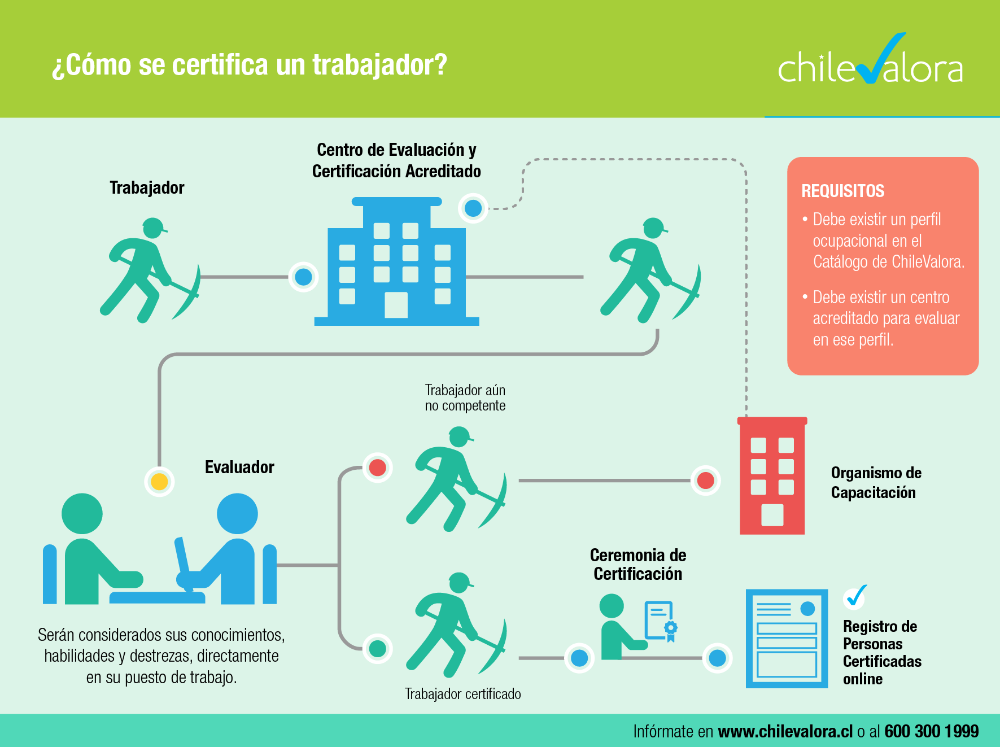 ¿Cómo se certifica un trabajador?
chilevalora
Centro de Evaluación y
Certificación Acreditado
Trabajador
REQUISITOS
• Debe existir un perfil
ocupacional en el
Catálogo de ChileValora.
• Debe existir un centro
acreditado para evaluar
en ese perfil.
Trabajador aún
no competente
Evaluador
Organismo de
Capacitación
Serán considerados sus conocimientos,
habilidades y destrezas, directamente
en su puesto de trabajo.
Trabajador certificado
Ceremonia de
Certificación
Registro de
Personas
Certificadas
online
Infórmate en www.chilevalora.cl o al 600 300 1999